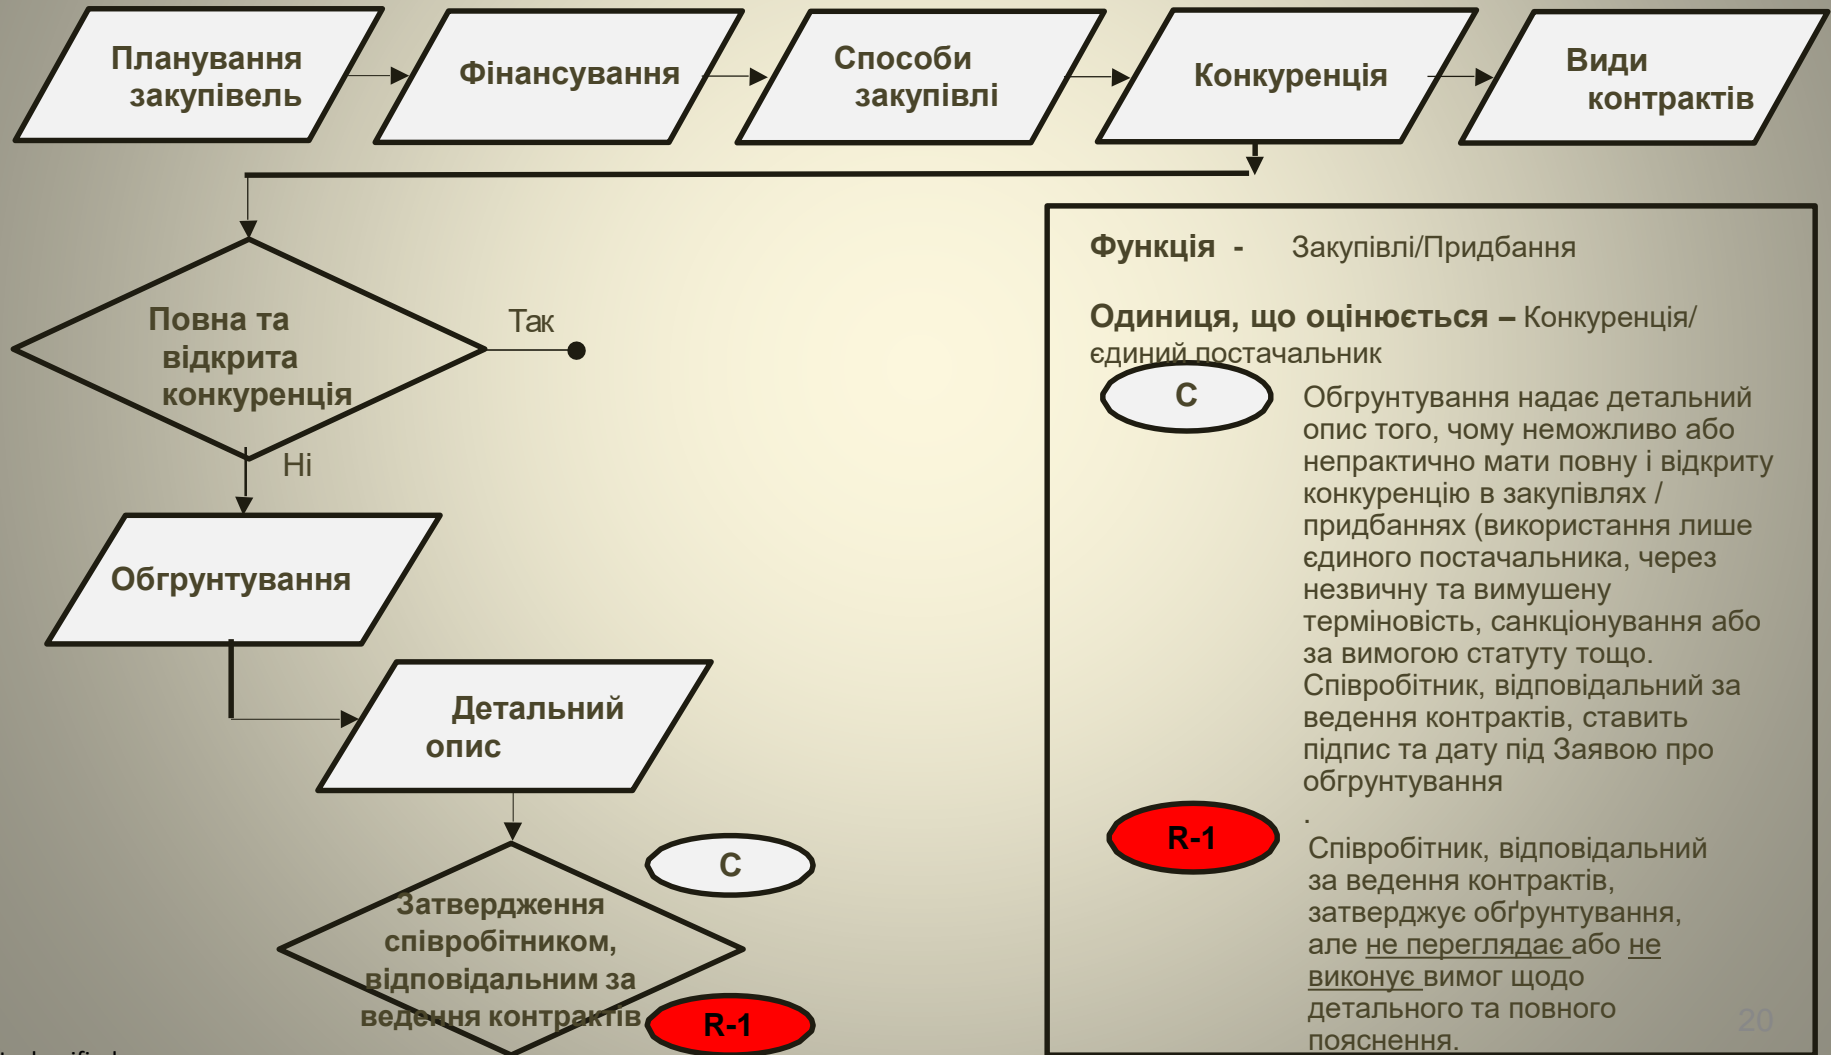 Планування
закупівель
Фінансування
Способи
закупівлі
Конкуренція
Види
контрактів
Повна та
відкрита
конкуренція
Так
Ні
Обгрунтування
Детальний
опис
Затвердження
співробітником,
відповідальним за
ведення контрактів
C
R-1
Функція - Закупівлі/Придбання
Одиниця, що оцінюється – Конкуренція/
єдиний постачальник
C
Обгрунтування надає детальний
опис того, чому неможливо або
непрактично мати повну і відкриту
конкуренцію в закупівлях /
придбаннях (використання лише
єдиного постачальника, через
незвичну та вимушену
терміновість, санкціонування або
за вимогою статуту тощо.
Співробітник, відповідальний за
ведення контрактів, ставить
підпис та дату під Заявою про
обгрунтування
.
R-1
Співробітник, відповідальний
за ведення контрактів,
затверджує обґрунтування,
але не переглядає або не
виконує вимог щодо
детального та повного
пояснення.
20